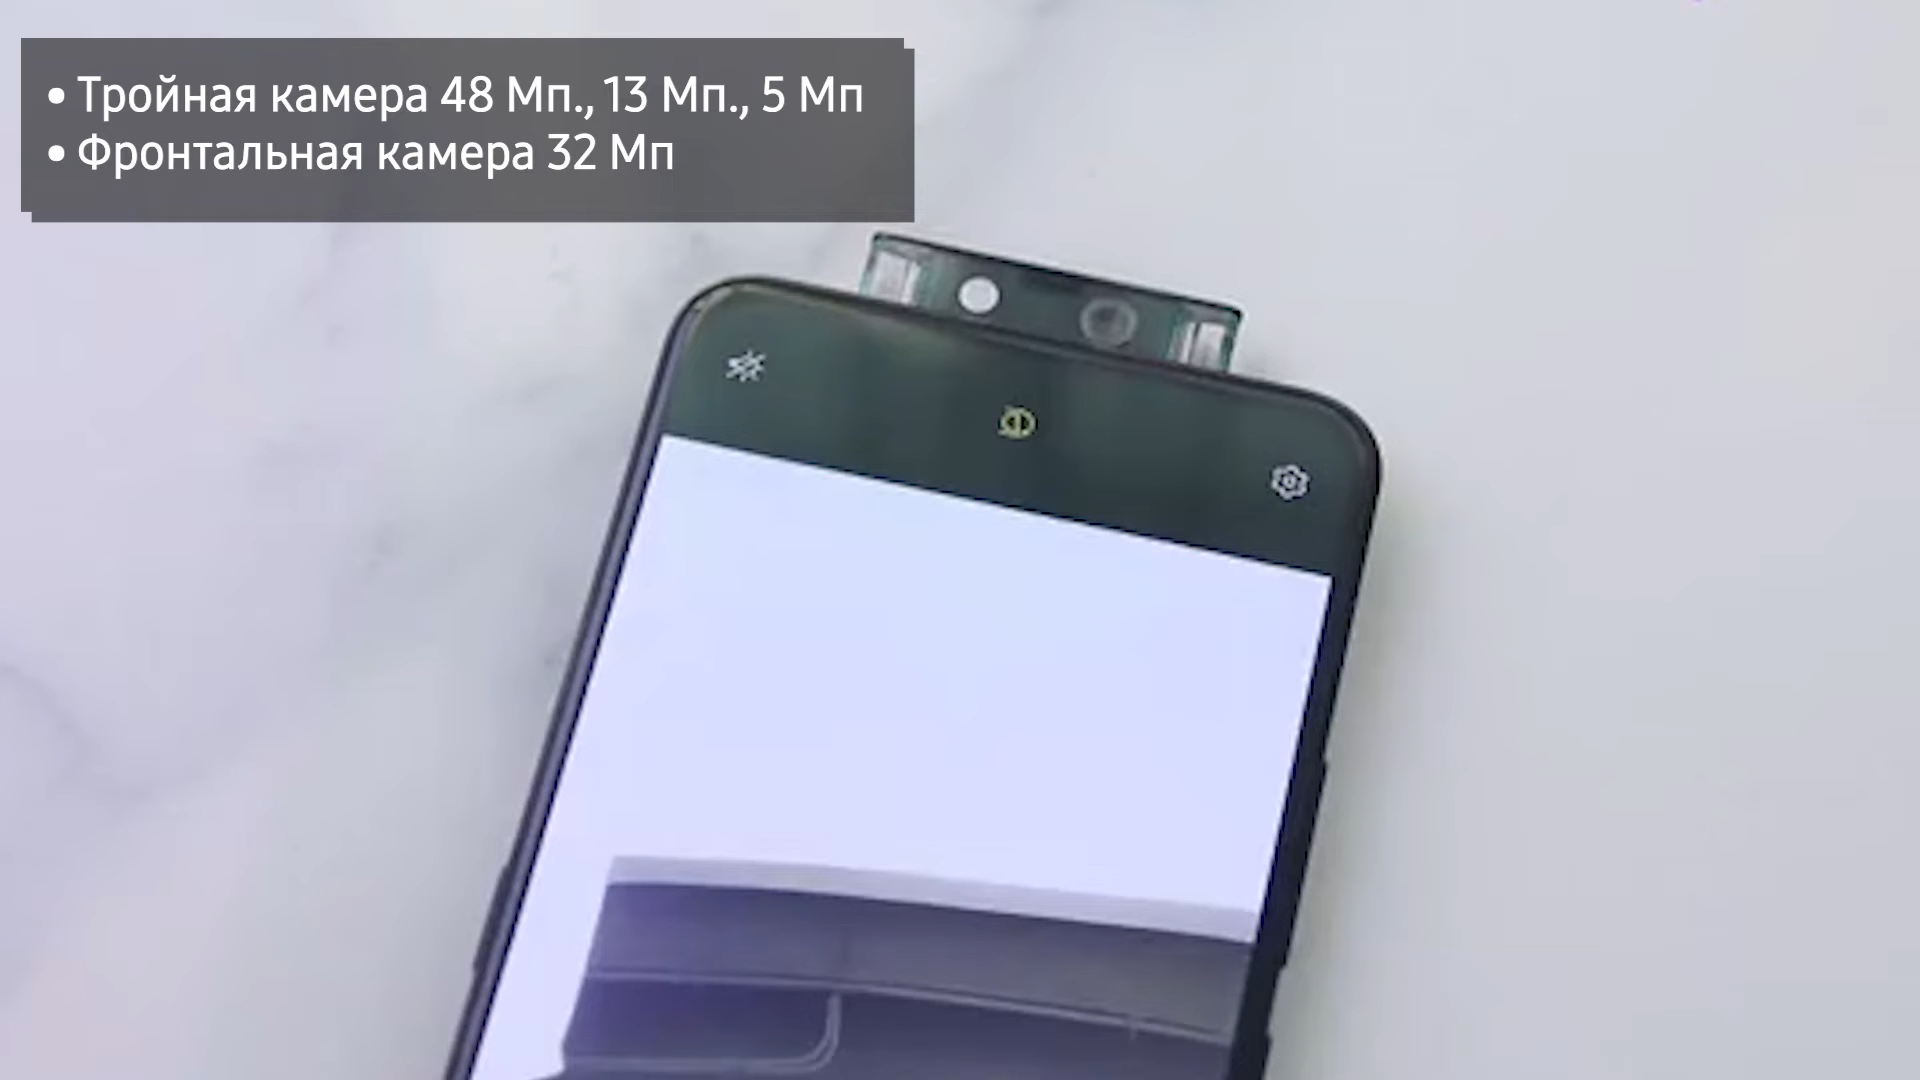 • Тройная камера 48 Мп., 13 Мп., 5 Мп
• Фронтальная камера 32 Мп